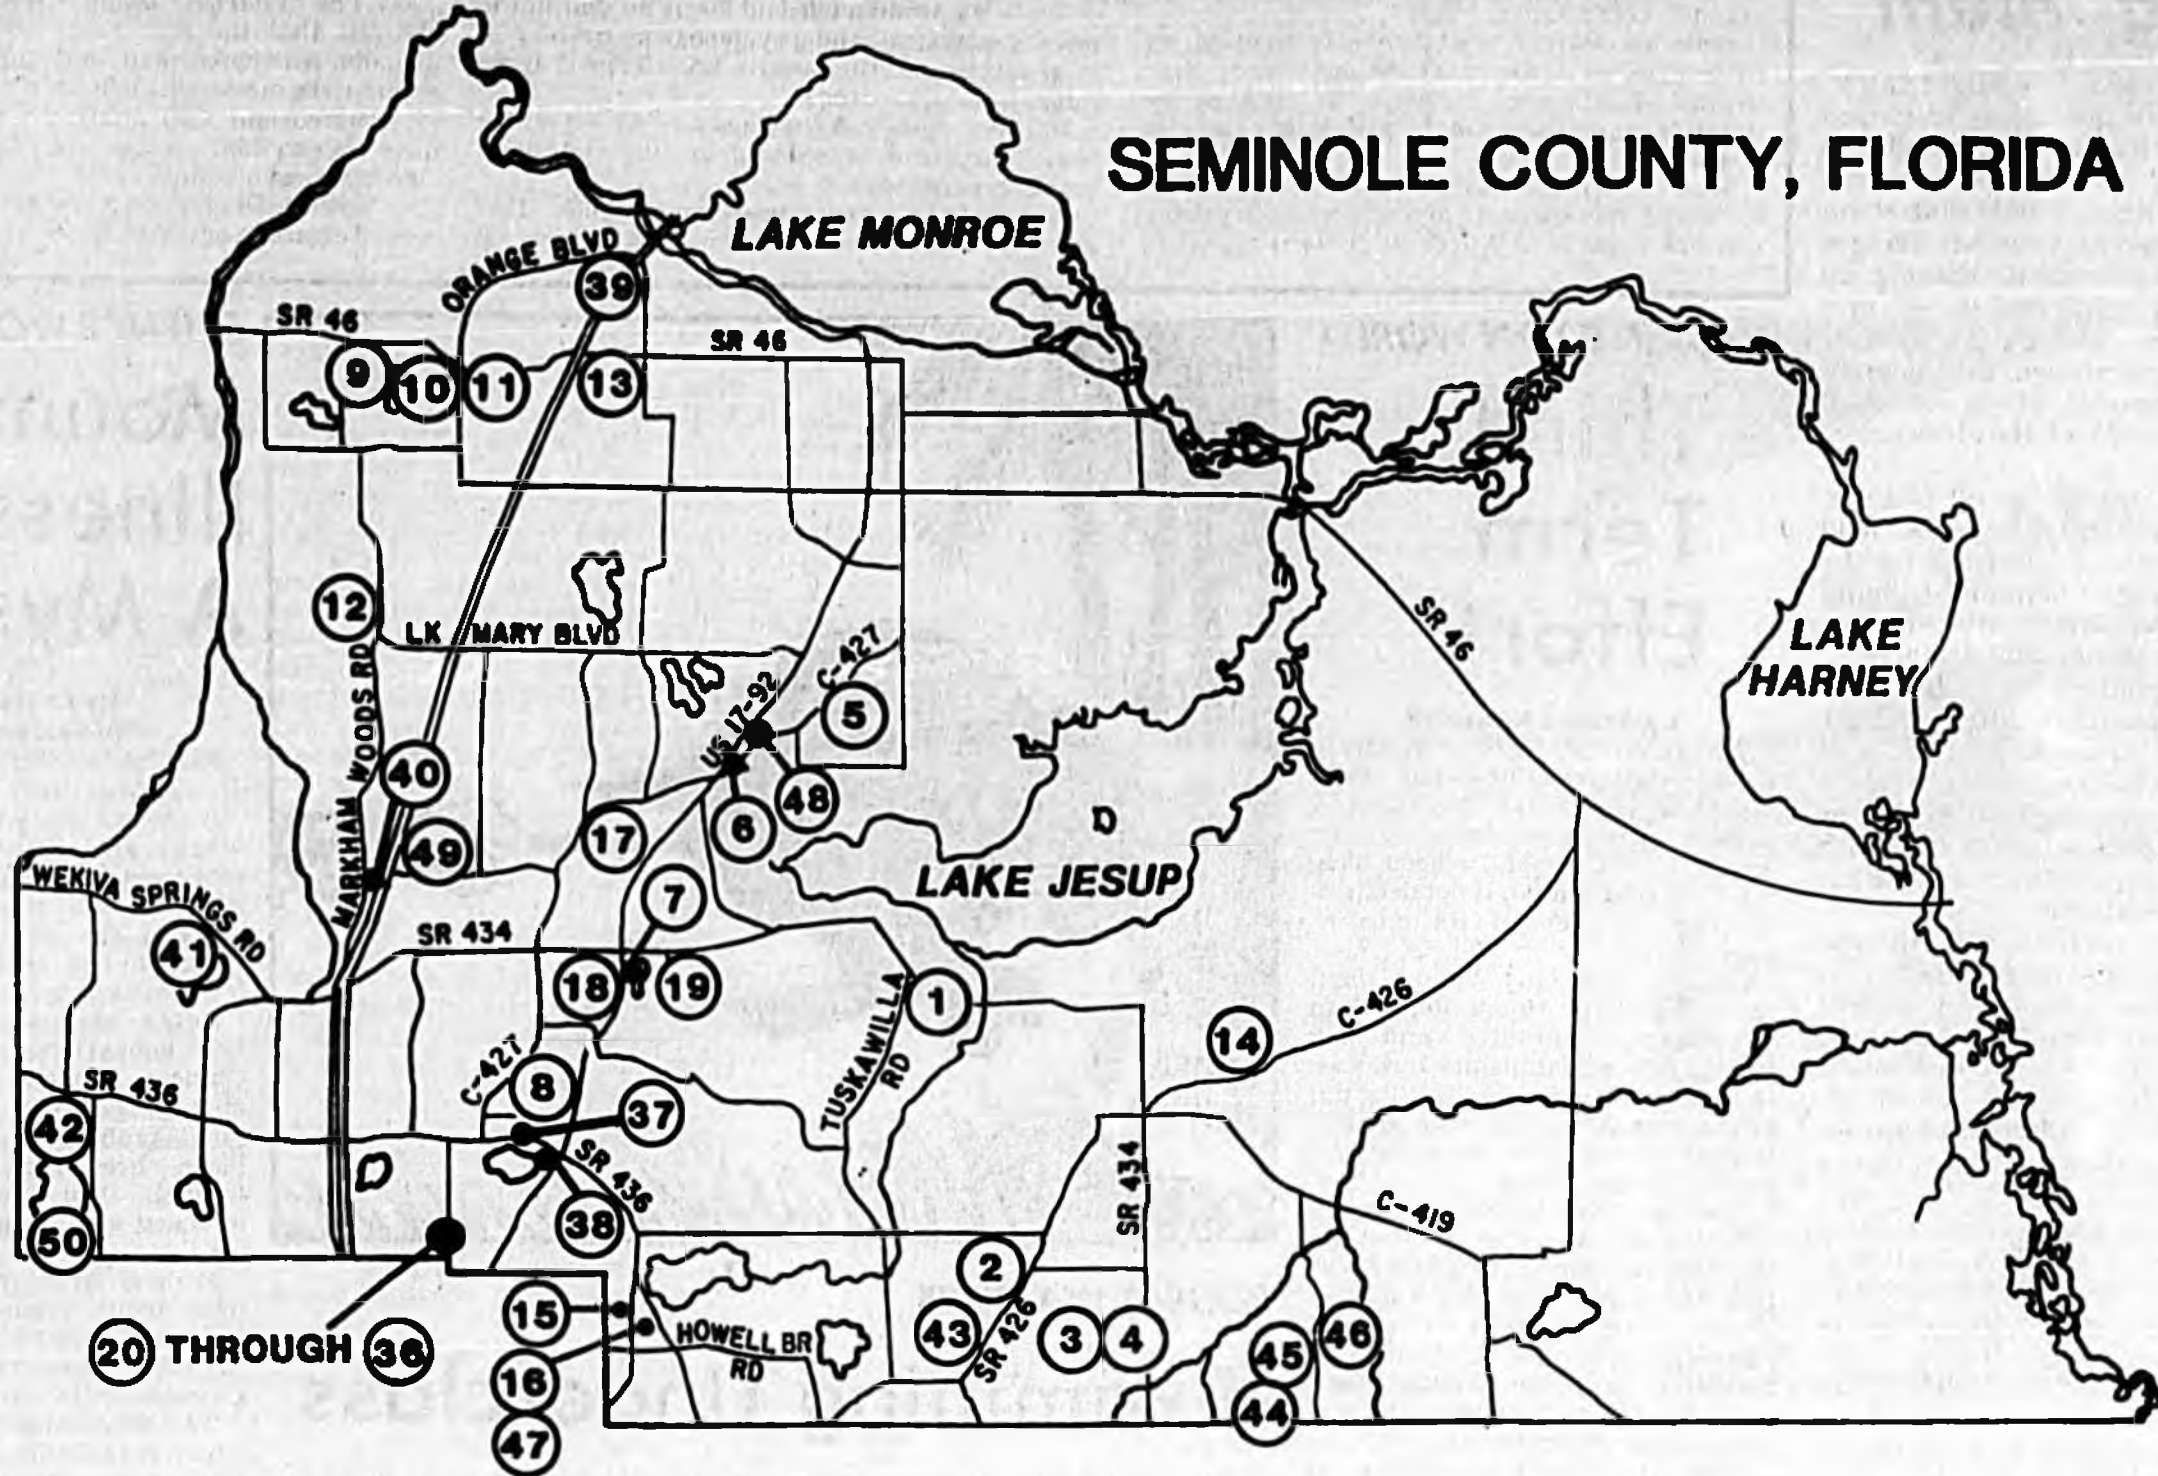 SEMINOLE COUNTY, FLORIDA
LAKE MONROE
ORANGE BLVD
39
SR 46
SR 46
9
10
11
13
SR 46
LAKE
HARNEY
12
LK MARY BLVD
C-427
US 17-92
5
MARKHAM WOODS RD
40
48
6
17
49
7
LAKE JESUP
WEKIVA SPRINGS RD
41
SR 434
18
19
1
TUSKAWILLA
RD
14
C-426
SR 436
C-427
8
37
42
SR 436
SR 434
C-419
38
50
2
15
43
SR 426
3
4
45
46
20 THROUGH 36
HOWELL BR
RD
16
44
47